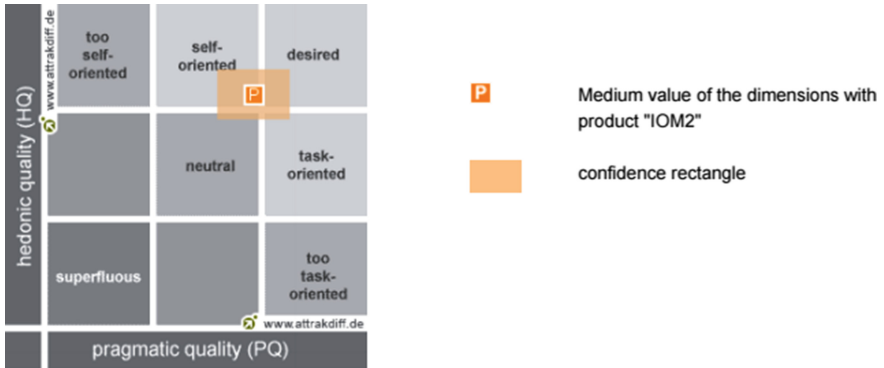 hedonic quality (HQ)
www.attrakdiff.de
too
self-
oriented
self-
oriented
desired
P
neutral
task-
oriented
superfluous
too
task-
oriented
www.attrakdiff.de
pragmatic quality (PQ)
P
Medium value of the dimensions with
product "IOM2"
confidence rectangle